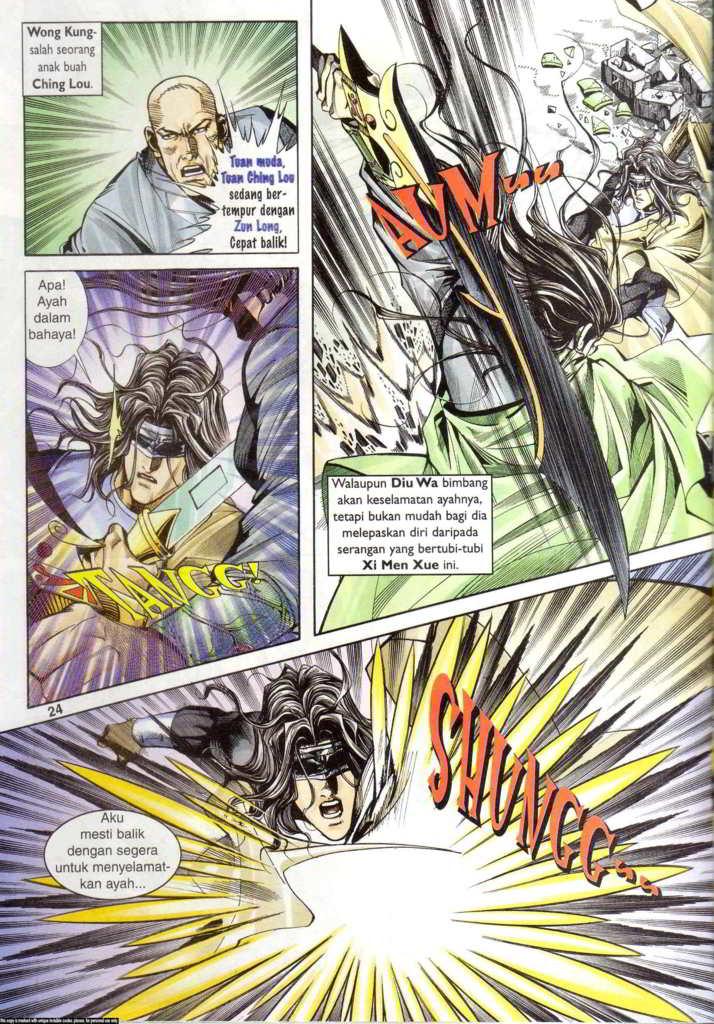 Wong Kung-
salah seorang
anak buah
Ching Lou.
Tuan muda,
Tuan Ching Lou
sedang ber-
tempur dengan
Zun Long,
Cepat balik!
Apa!
Ayah
dalam
bahaya!
TANGG!
AUM
Walaupun Diu Wa bimbang
akan keselamatan ayahnya,
tetapi bukan mudah bagi dia
melepaskan diri daripada
serangan yang bertubi-tubi
Xi Men Xue ini.
24
SHUNGG
Aku
mesti balik
dengan segera
untuk menyelamat-
kan ayah...